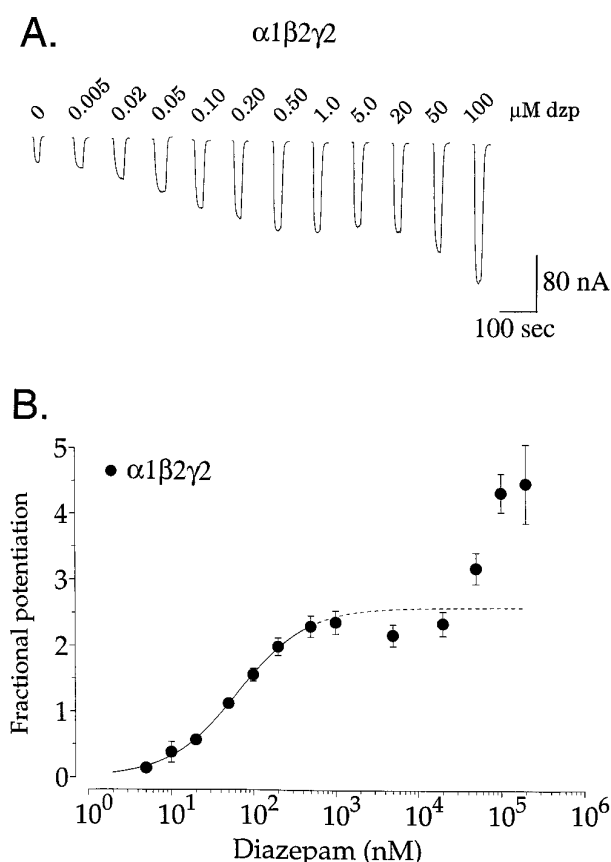 A.
α1β2γ2
0 0.005 0.02 0.05 0.10 0.20 0.50 1.0 5.0 20 50 100 μM dzp
80 nA
100 sec
B.
5
4
3
2
1
0
α1β2γ2
Fractional potentiation
10⁰ 10¹ 10² 10³ 10⁴ 10⁵ 10⁶
Diazepam (nM)